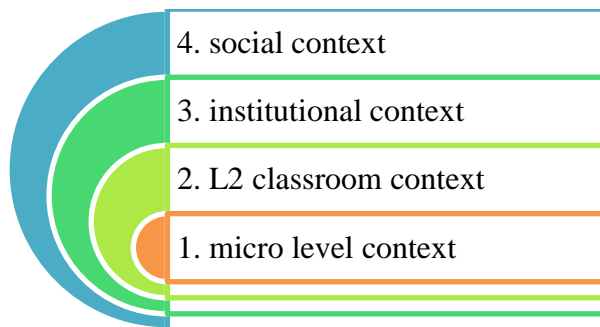 4. social context
3. institutional context
2. L2 classroom context
1. micro level context